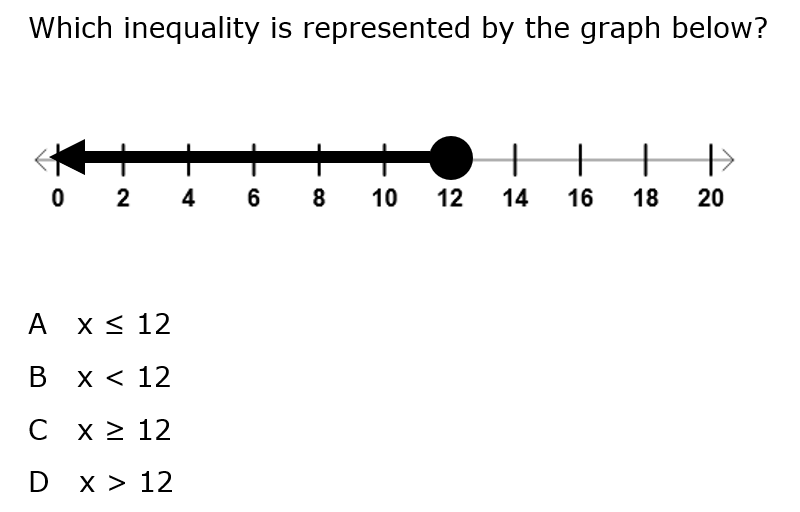 Which inequality is represented by the graph below?
0 2 4 6 8 10 12 14 16 18 20
A x ≤ 12
B x < 12
C x ≥ 12
D x > 12